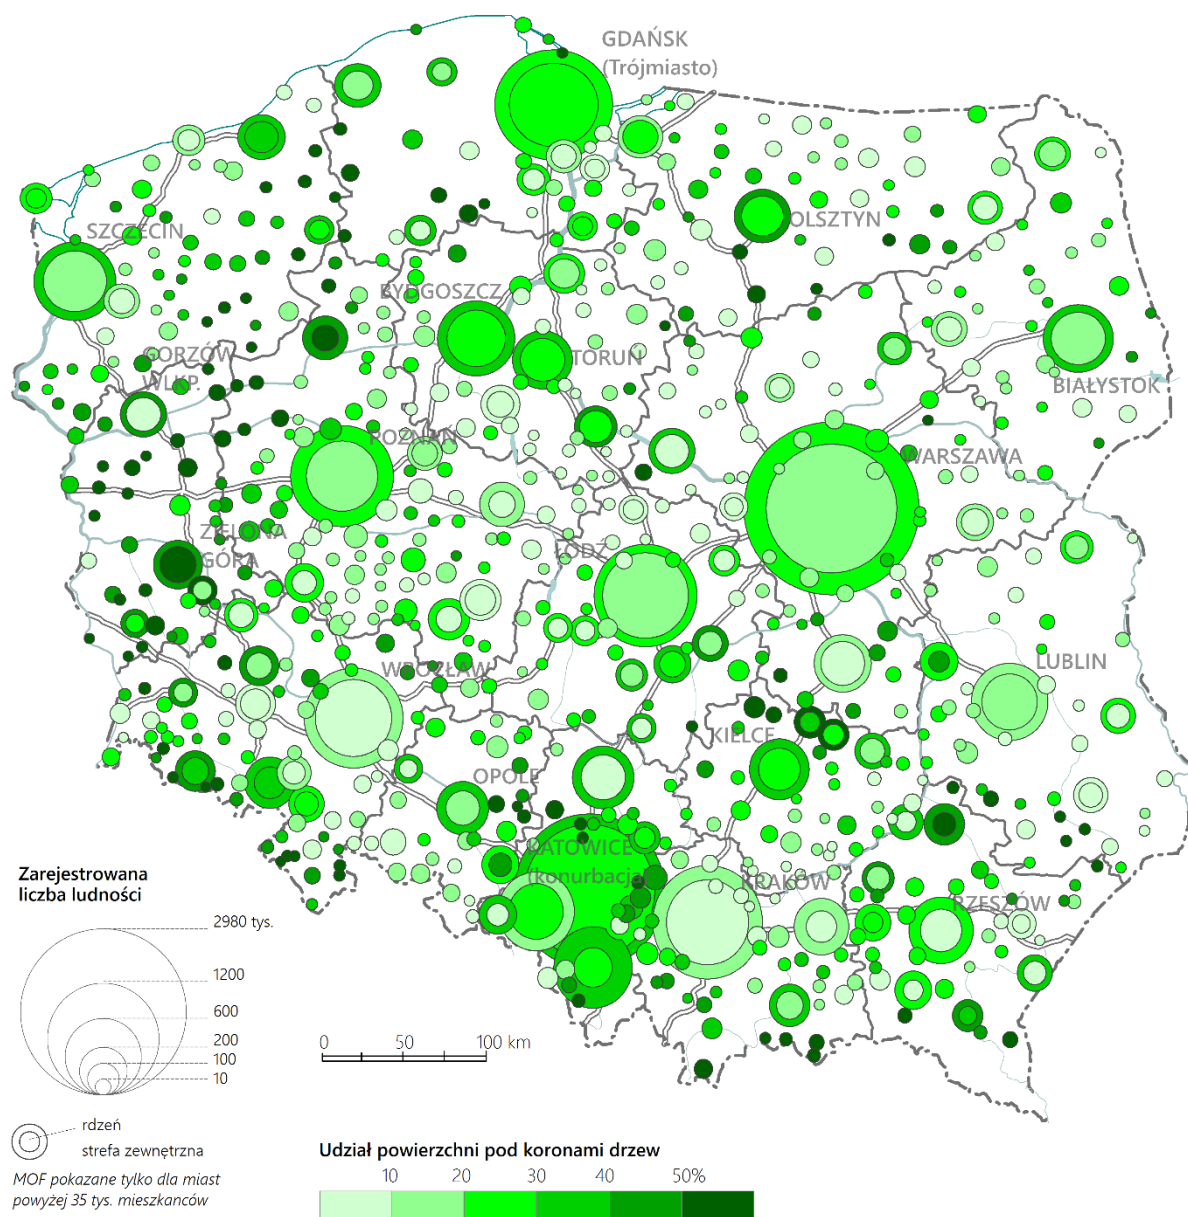 GDAŃSK
(Trójmiasto)
OLSZTYN
SZCZECIN
BYDGOSZCZ
TORUŃ
GORZÓW
WLKP.
BIAŁYSTOK
POZNAŃ
WARSZAWA
ZIELONA
GÓRA
ŁÓDŹ
WROCŁAW
LUBLIN
KIELCE
OPOLE
KATOWICE
(konurbacja)
KRAKÓW
RZESZÓW
Zarejestrowana
liczba ludności
2980 tys.
1200
600
200
100
10
0 50 100 km
rdzeń
strefa zewnętrzna
MOF pokazane tylko dla miast
powyżej 35 tys. mieszkanców
Udział powierzchni pod koronami drzew
10 20 30 40 50%